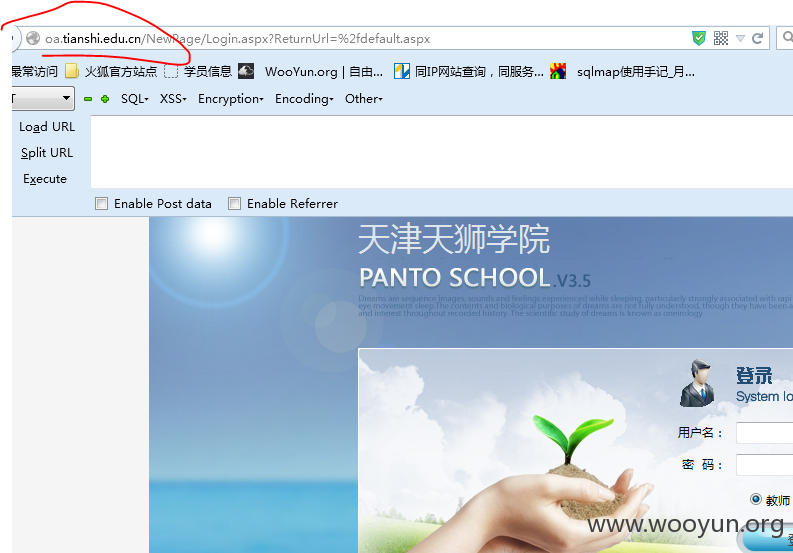 oa.tianshi.edu.cn/NewPage/Login.aspx?ReturnUrl=%2fdefault.aspx
最常访问 火狐官方站点 学员信息 WooYun.org | 自由... 同IP网站查询，同服务... sqlmap使用手记_月...
SQL XSS Encryption Encoding Other
Load URL
Split URL
Execute
Enable Post data Enable Referrer
天津天狮学院
PANTO SCHOOL.V3.5
Dreams are sequence images, sounds and feelings experienced while sleeping, particularly strongly associated with rapi
eye movement sleep.The contents and biological purposes of dreams are not fully understood, though they have been a
and interest throughout recorded history. The scientific study of dreams is known as oneirology
登录
System lo
用户名：
密 码：
教师
www.wooyun.org